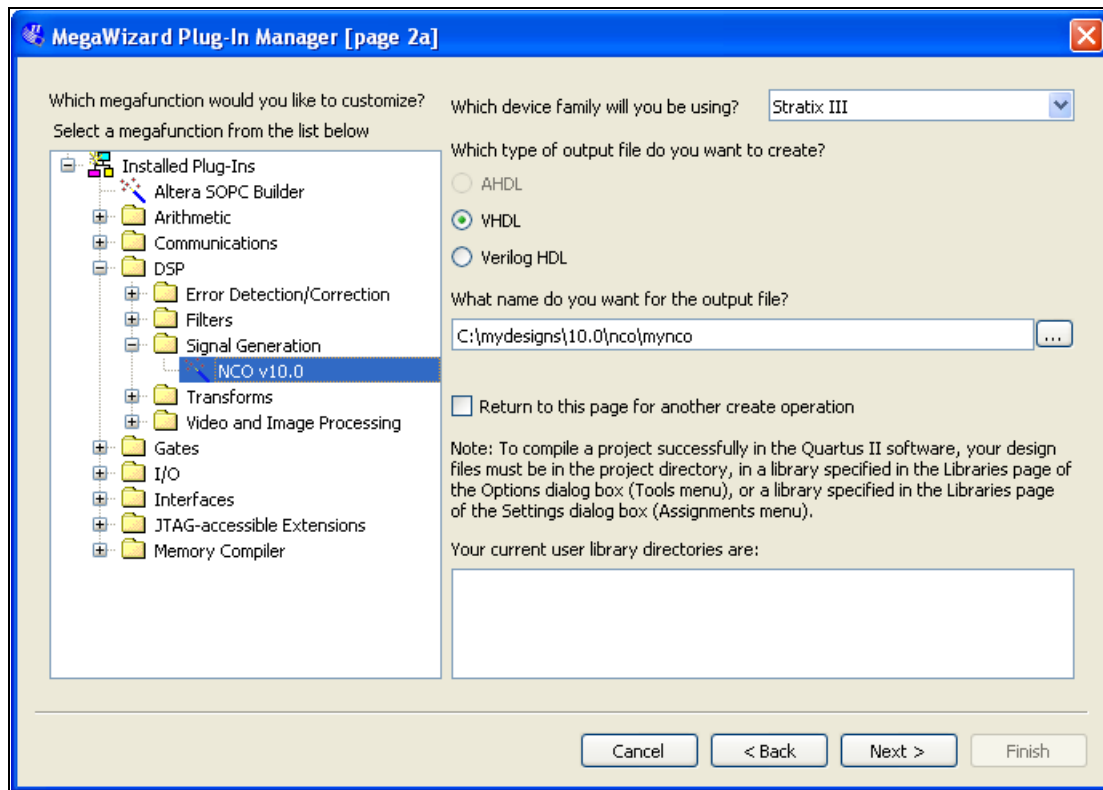 MegaWizard Plug-In Manager [page 2a]
Which megafunction would you like to customize?
Select a megafunction from the list below
Installed Plug-Ins
Altera SOPC Builder
Arithmetic
Communications
DSP
Error Detection/Correction
Filters
Signal Generation
NCO v10.0
Transforms
Video and Image Processing
Gates
I/O
Interfaces
JTAG-accessible Extensions
Memory Compiler
Which device family will you be using?
Stratix III
Which type of output file do you want to create?
AHDL
VHDL
Verilog HDL
What name do you want for the output file?
C:\mydesigns\10.0\nco\mynco
...
Return to this page for another create operation
Note: To compile a project successfully in the Quartus II software, your design
files must be in the project directory, in a library specified in the Libraries page of
the Options dialog box (Tools menu), or a library specified in the Libraries page
of the Settings dialog box (Assignments menu).
Your current user library directories are:
Cancel
< Back
Next >
Finish